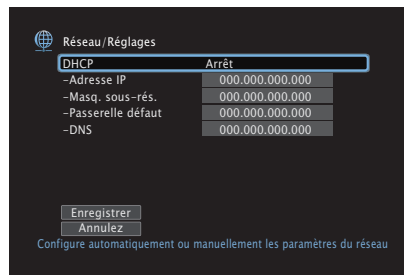 Réseau/Réglages
DHCP Arrêt
–Adresse IP 000.000.000.000
–Masq. sous-rés. 000.000.000.000
–Passerelle défaut 000.000.000.000
–DNS 000.000.000.000
Enregistrer
Annulez
Configure automatiquement ou manuellement les paramètres du réseau